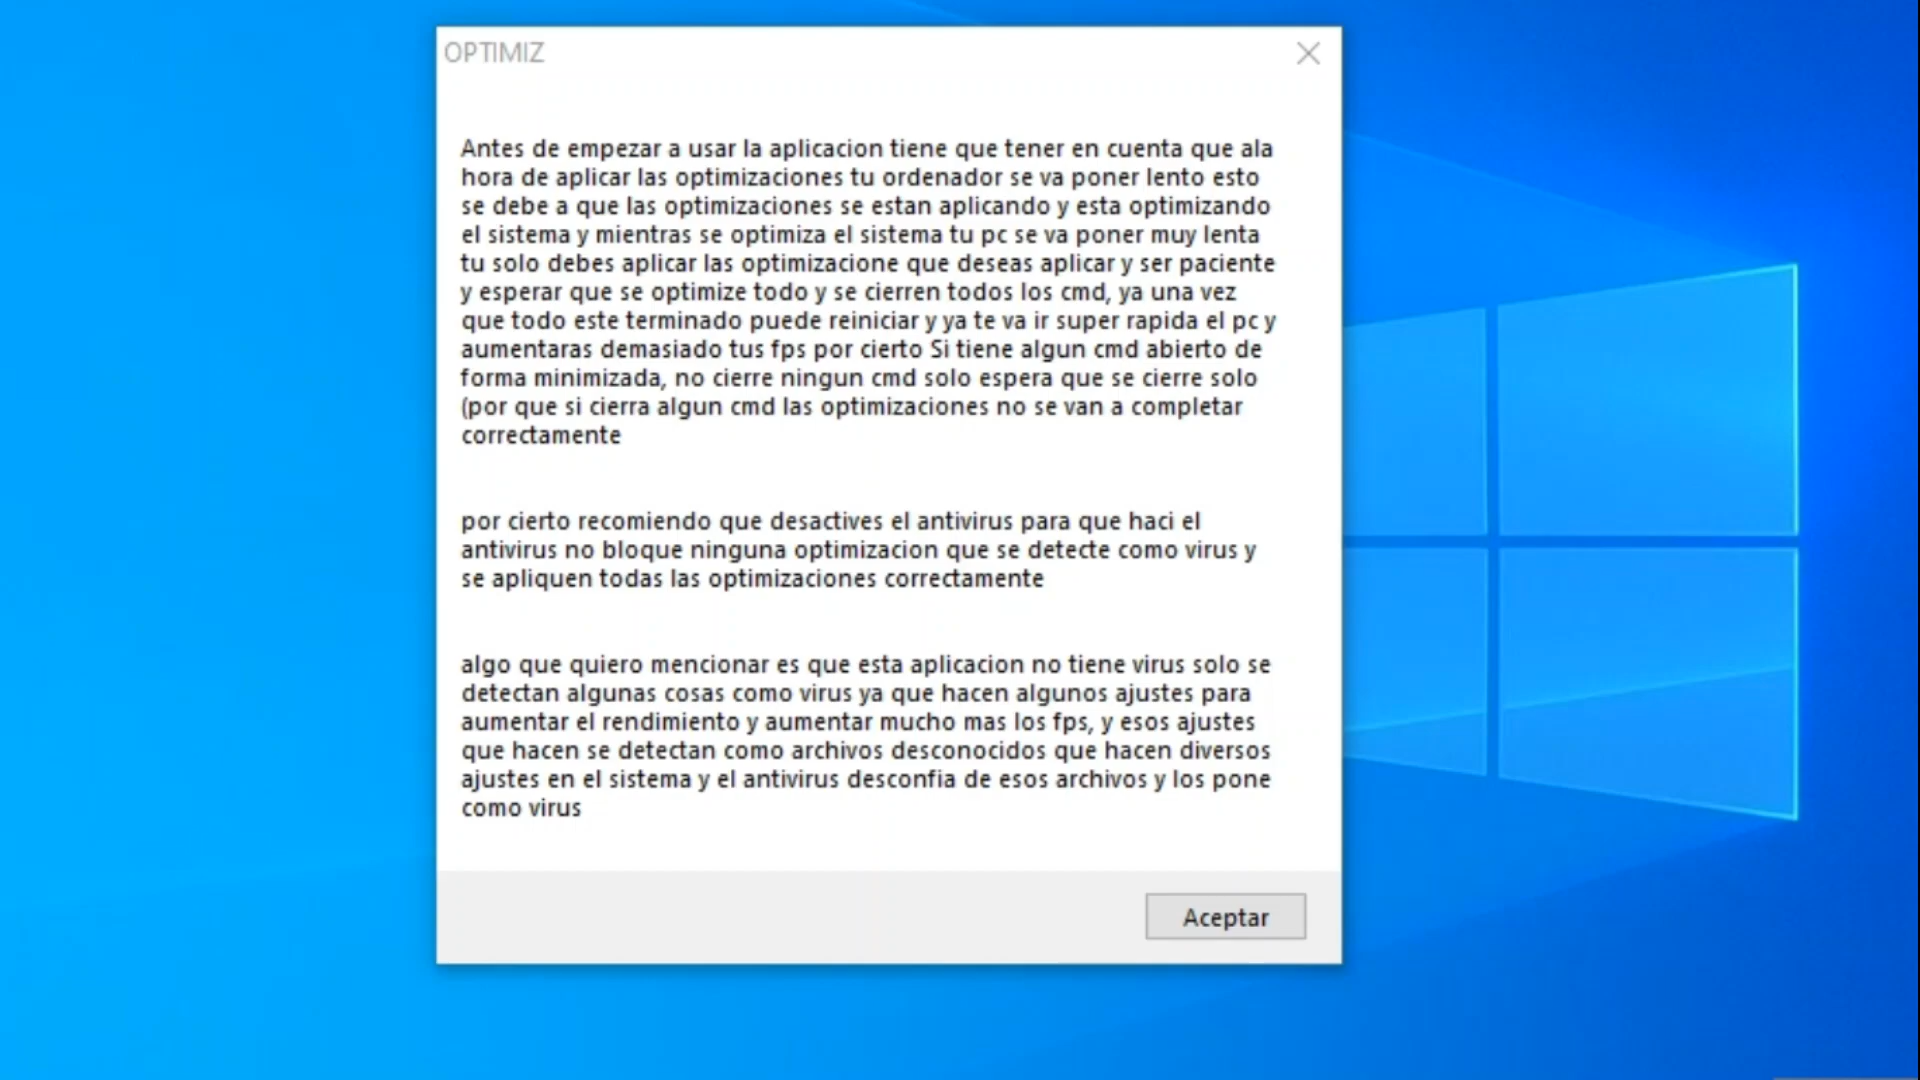 OPTIMIZ
Antes de empezar a usar la aplicacion tiene que tener en cuenta que ala
hora de aplicar las optimizaciones tu ordenador se va poner lento esto
se debe a que las optimizaciones se estan aplicando y esta optimizando
el sistema y mientras se optimiza el sistema tu pc se va poner muy lenta
tu solo debes aplicar las optimizacione que deseas aplicar y ser paciente
y esperar que se optimize todo y se cierren todos los cmd, ya una vez
que todo este terminado puede reiniciar y ya te va ir super rapida el pc y
aumentaras demasiado tus fps por cierto Si tiene algun cmd abierto de
forma minimizada, no cierre ningun cmd solo espera que se cierre solo
(por que si cierra algun cmd las optimizaciones no se van a completar
correctamente
por cierto recomiendo que desactives el antivirus para que haci el
antivirus no bloque ninguna optimizacion que se detecte como virus y
se apliquen todas las optimizaciones correctamente
algo que quiero mencionar es que esta aplicacion no tiene virus solo se
detectan algunas cosas como virus ya que hacen algunos ajustes para
aumentar el rendimiento y aumentar mucho mas los fps, y esos ajustes
que hacen se detectan como archivos desconocidos que hacen diversos
ajustes en el sistema y el antivirus desconfia de esos archivos y los pone
como virus
Aceptar